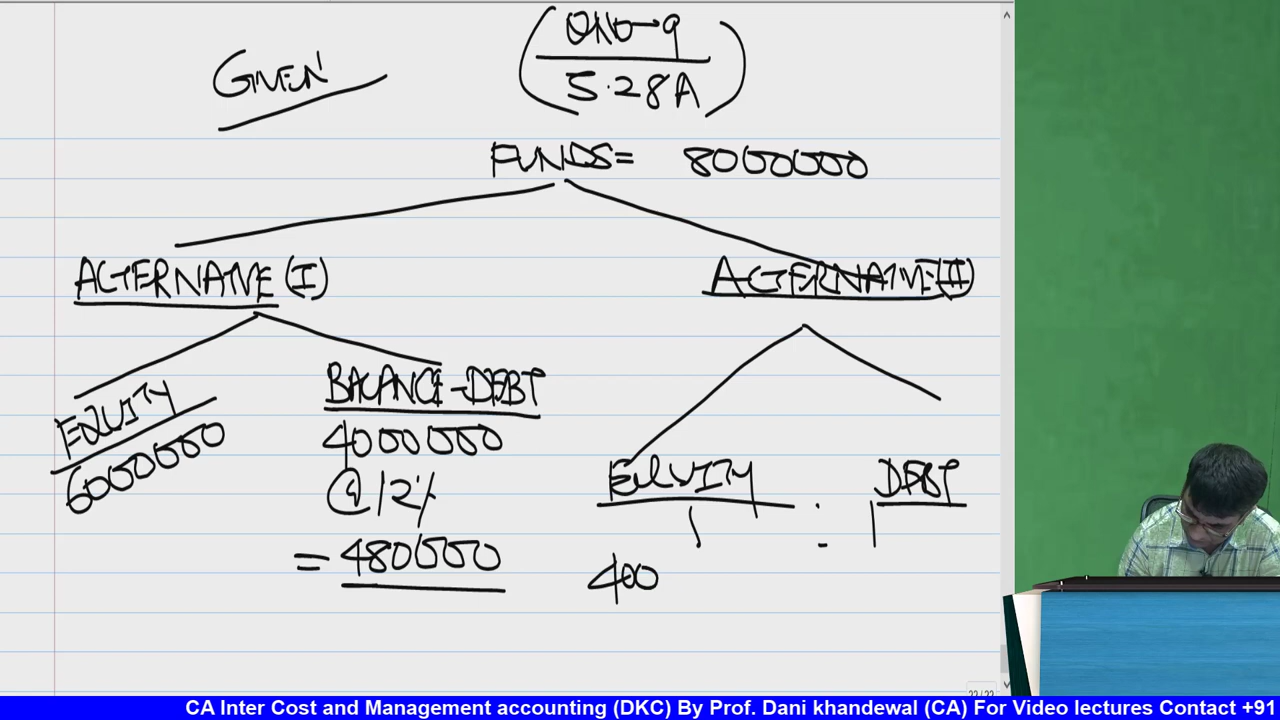 GIVEN
QNO-9
5.28A
FUNDS= 8000000
ALTERNATIVE (I)
ALTERNATIVE (II)
EQUITY
6000000
BALANCE-DEBT
4000000
@12%
= 480000
EQUITY : DEBT
1 : 1
400
CA Inter Cost and Management accounting (DKC) By Prof. Dani khandewal (CA) For Video lectures Contact +91